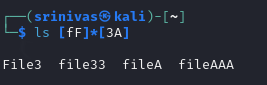 ┌──(srinivas㉿kali)-[~]
└─$ ls [fF]*[3A]
File3  file33  fileA  fileAAA